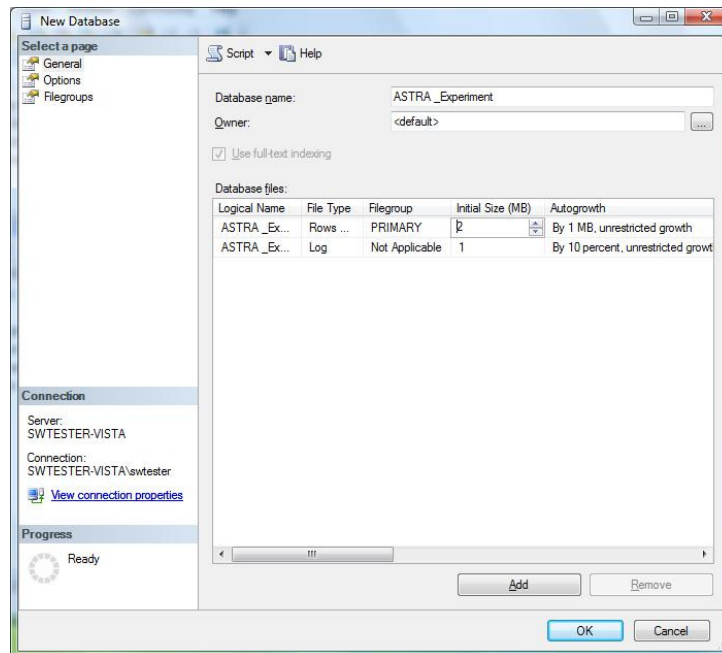 New Database
Select a page
General
Options
Filegroups
Script Help
Database name: ASTRA _Experiment
Owner: <default> ...
Use full-text indexing
Database files:
Logical Name File Type Filegroup Initial Size (MB) Autogrowth
ASTRA _Ex... Rows ... PRIMARY 2 By 1 MB, unrestricted growth
ASTRA _Ex... Log Not Applicable 1 By 10 percent, unrestricted growt
Connection
Server:
SWTESTER-VISTA
Connection:
SWTESTER-VISTA\swtester
View connection properties
Progress
Ready
Add Remove
OK Cancel